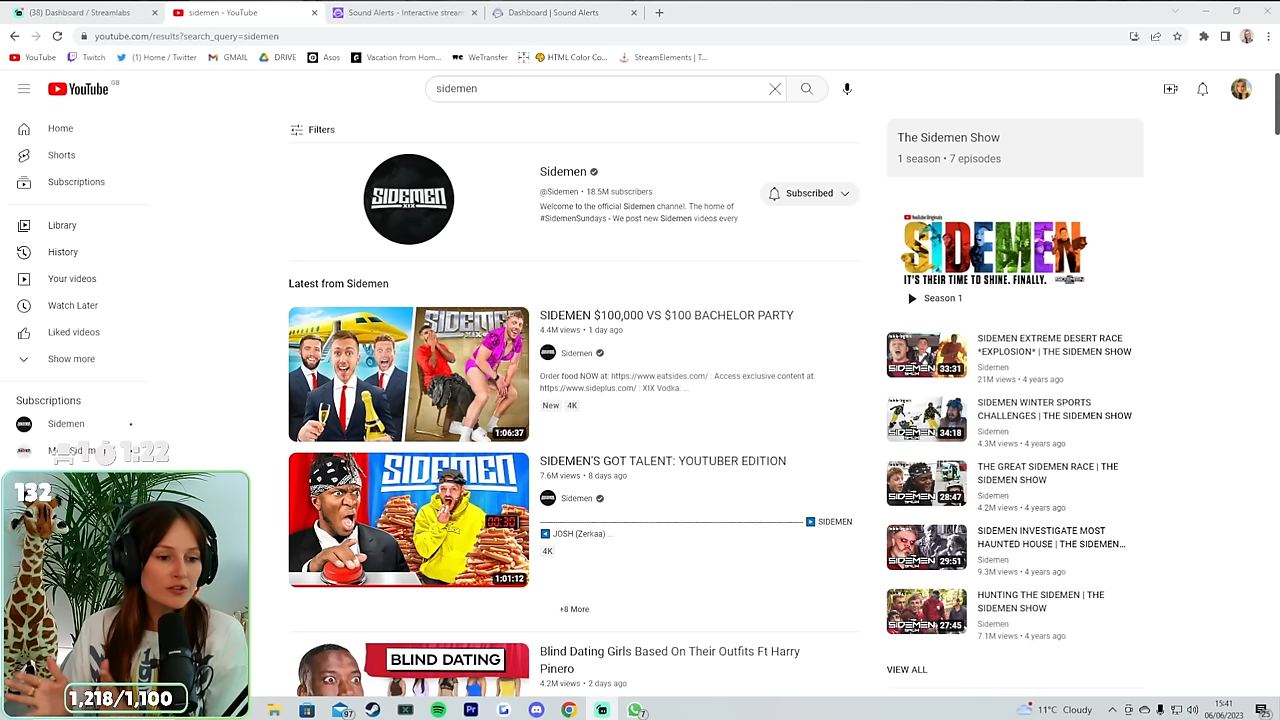 (38) Dashboard / Streamlabs
sidemen - YouTube
Sound Alerts - Interactive stream
Dashboard | Sound Alerts
youtube.com/results?search_query=sidemen
YouTube
Twitch
(1) Home / Twitter
GMAIL
DRIVE
Asos
Vacation from Hom...
WeTransfer
HTML Color Co...
StreamElements | T...
YouTube GB
sidemen
Home
Shorts
Subscriptions
Library
History
Your videos
Watch Later
Liked videos
Show more
Subscriptions
Sidemen
1 1:22
132
1,218/1,100
Filters
SIDEMEN
XIX
Sidemen
@Sidemen • 18.5M subscribers
Welcome to the official Sidemen channel. The home of
#SidemenSundays - We post new Sidemen videos every
Subscribed
Latest from Sidemen
SIDEMEN
1:06:37
SIDEMEN $100,000 VS $100 BACHELOR PARTY
4.4M views • 1 day ago
Sidemen
Order food NOW at: https://www.eatsides.com/ : Access exclusive content at:
https://www.sideplus.com/ : XIX Vodka: ...
New 4K
SIDEMEN
00:30
1:01:12
SIDEMEN'S GOT TALENT: YOUTUBER EDITION
7.6M views • 8 days ago
Sidemen
SIDEMEN
JOSH (Zerkaa) ...
4K
+8 More
BLIND DATING
Blind Dating Girls Based On Their Outfits Ft Harry
Pinero
4.2M views • 2 days ago
The Sidemen Show
1 season • 7 episodes
YouTube Originals
SIDEMEN
IT'S THEIR TIME TO SHINE. FINALLY.
Season 1
33:31
SIDEMEN EXTREME DESERT RACE
*EXPLOSION* | THE SIDEMEN SHOW
Sidemen
21M views • 4 years ago
34:18
SIDEMEN WINTER SPORTS
CHALLENGES | THE SIDEMEN SHOW
Sidemen
4.3M views • 4 years ago
28:47
THE GREAT SIDEMEN RACE | THE
SIDEMEN SHOW
Sidemen
4.2M views • 4 years ago
29:51
SIDEMEN INVESTIGATE MOST
HAUNTED HOUSE | THE SIDEMEN...
Sidemen
9.3M views • 4 years ago
27:45
HUNTING THE SIDEMEN | THE
SIDEMEN SHOW
Sidemen
7.1M views • 4 years ago
VIEW ALL
97
7
11°C Cloudy
15:41
06/06/2023